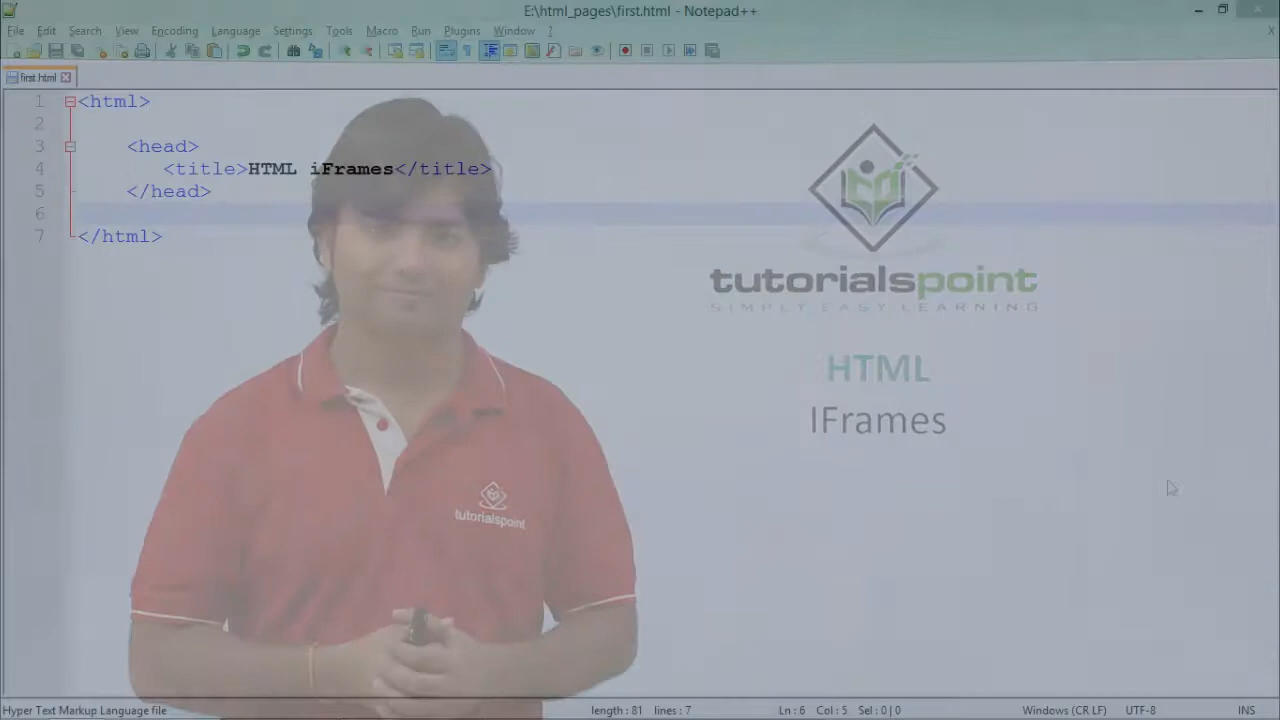 E:\html_pages\first.html - Notepad++
File Edit Search View Encoding Language Settings Tools Macro Run Plugins Window ?
X
first.html
1 <html>
2
3 <head>
4 <title>HTML iFrames</title>
5 </head>
6
7 </html>
tutorialspoint
SIMPLY EASY LEARNING
HTML
IFrames
tutorialspoint
Hyper Text Markup Language file length : 81 lines : 7 Ln : 6 Col : 5 Sel : 0 | 0 Windows (CR LF) UTF-8 INS